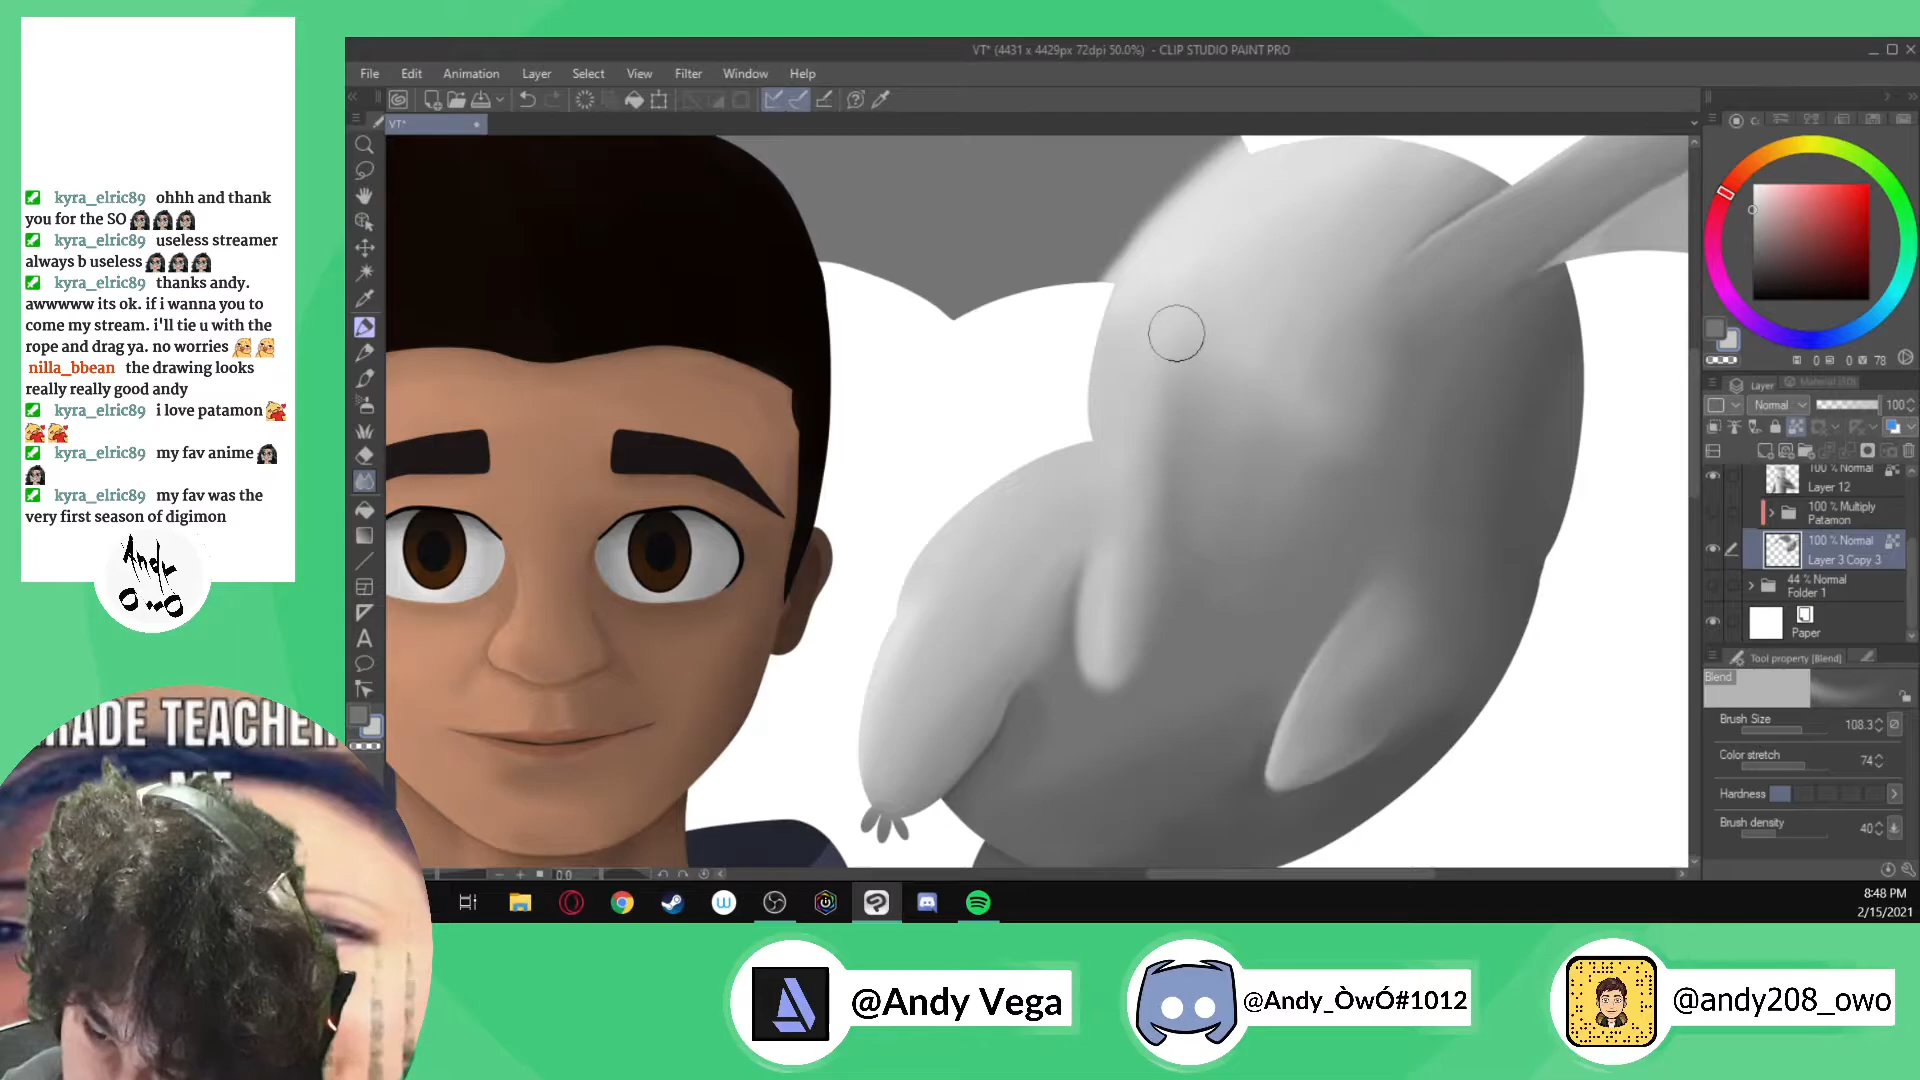 kyra_elric89 ohhh and thank
you for the SO
kyra_elric89 useless streamer
always b useless
kyra_elric89 thanks andy.
awwwww its ok. if i wanna you to
come my stream. i'll tie u with the
rope and drag ya. no worries
nilla_bbean the drawing looks
really really good andy
kyra_elric89 i love patamon
kyra_elric89 my fav anime
kyra_elric89 my fav was the
very first season of digimon
Andy
VT* (4431 x 4429px 72dpi 50.0%) - CLIP STUDIO PAINT PRO
File Edit Animation Layer Select View Filter Window Help
VT*
0 0 78
Layer
Normal 100
100 % Normal
Layer 12
100 % Multiply
Patamon
100 % Normal
Layer 3 Copy 3
44 % Normal
Folder 1
Paper
Tool property [Blend]
Blend
Brush Size 108.3
Color stretch 74
Hardness
Brush density 40
0.0
8:48 PM
2/15/2021
@Andy Vega
@Andy_ÒwÓ#1012
@andy208_owo